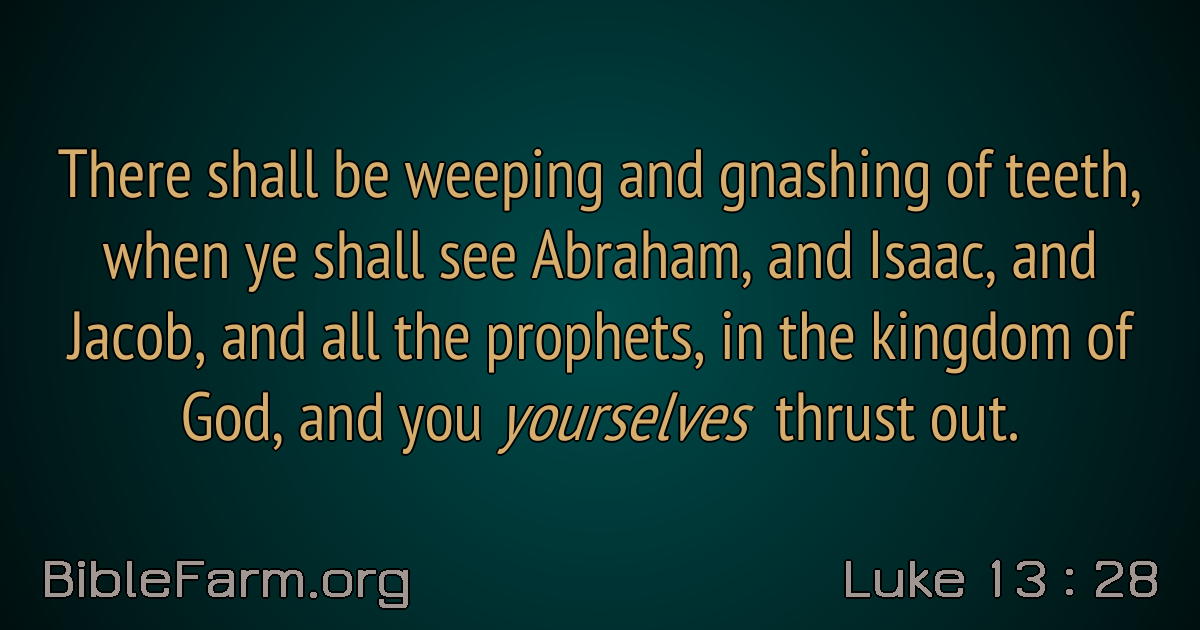 There shall be weeping and gnashing of teeth,
when ye shall see Abraham, and Isaac, and
Jacob, and all the prophets, in the kingdom of
God, and you yourselves thrust out.
BibleFarm.org
Luke 13 : 28